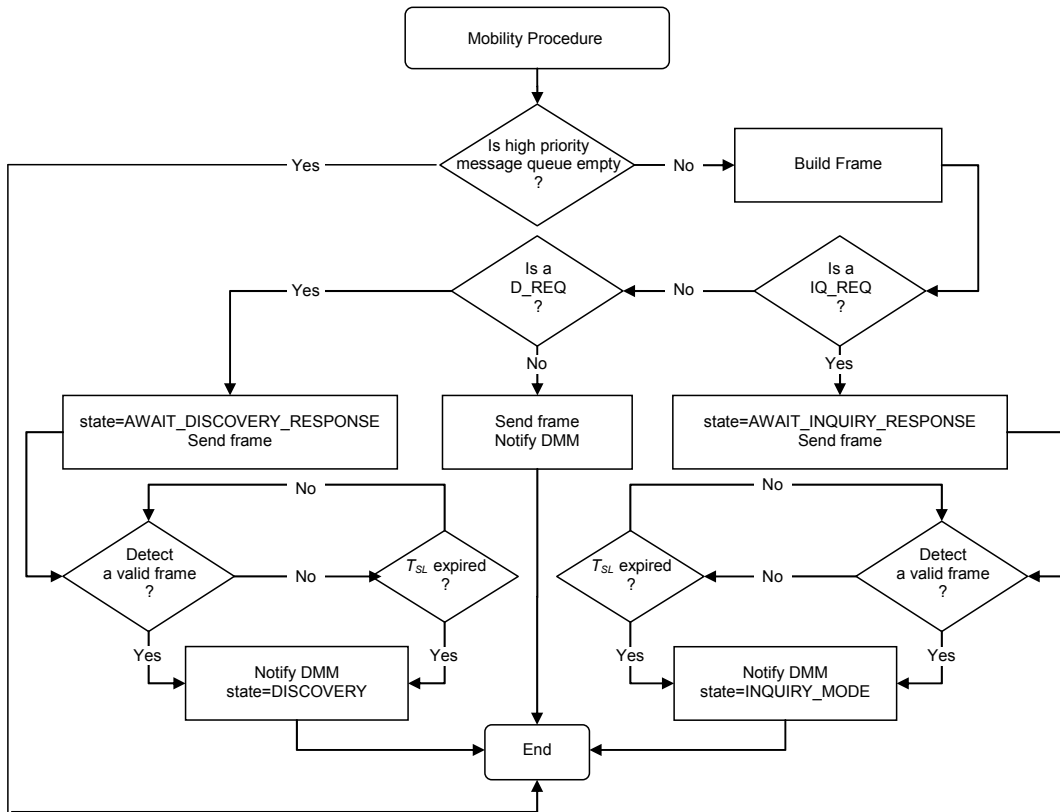 Mobility Procedure
Is high priority
message queue empty
?
Yes
No
Build Frame
Is a
D_REQ
?
Is a
IQ_REQ
?
Yes
No
No
Yes
state=AWAIT_DISCOVERY_RESPONSE
Send frame
Send frame
Notify DMM
state=AWAIT_INQUIRY_RESPONSE
Send frame
No
No
Detect
a valid frame
?
No
T_SL expired
?
T_SL expired
?
No
Detect
a valid frame
?
Yes
Yes
Yes
Yes
Notify DMM
state=DISCOVERY
Notify DMM
state=INQUIRY_MODE
End